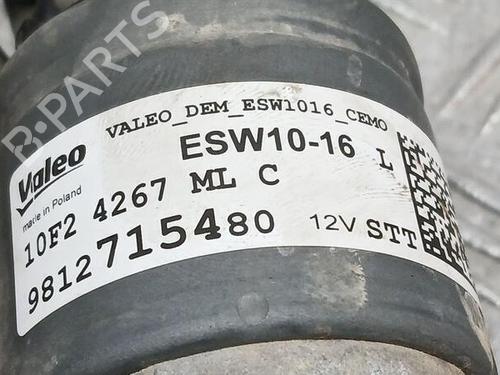 B-PARTS
VALEO_DEM_ESW1016_CEMO
Valeo
ESW10-16 L
made in Poland
10F2 4267 ML C
9812715480
12V STT